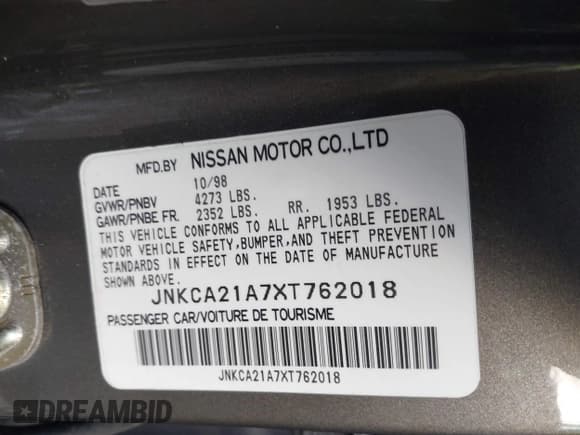 MFD.BY NISSAN MOTOR CO.,LTD
DATE 10/98
GVWR/PNBV 4273 LBS.
GAWR/PNBE FR. 2352 LBS. RR. 1953 LBS.
THIS VEHICLE CONFORMS TO ALL APPLICABLE FEDERAL
MOTOR VEHICLE SAFETY,BUMPER,AND THEFT PREVENTION
STANDARDS IN EFFECT ON THE DATE OF MANUFACTURE
SHOWN ABOVE.
JNKCA21A7XT762018
PASSENGER CAR/VOITURE DE TOURISME
JNKCA21A7XT762018
DREAMBID